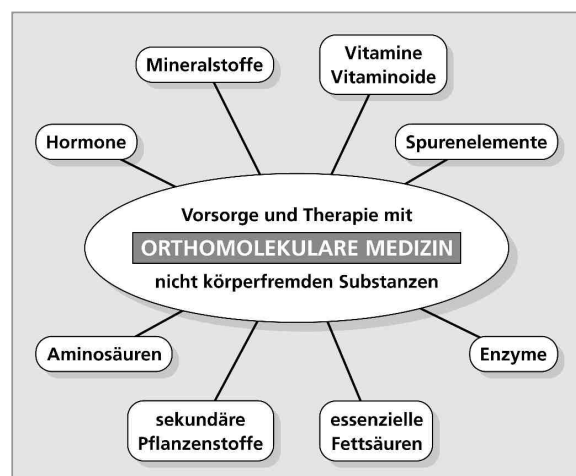 Mineralstoffe
Vitamine
Vitaminoide
Hormone
Spurenelemente
Vorsorge und Therapie mit
ORTHOMOLEKULARE MEDIZIN
nicht körperfremden Substanzen
Aminosäuren
Enzyme
sekundäre
Pflanzenstoffe
essenzielle
Fettsäuren